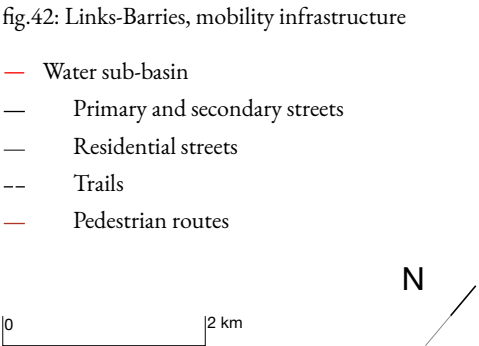 fig.42: Links-Barries, mobility infrastructure
Water sub-basin
Primary and secondary streets
Residential streets
Trails
Pedestrian routes
N
0 2 km